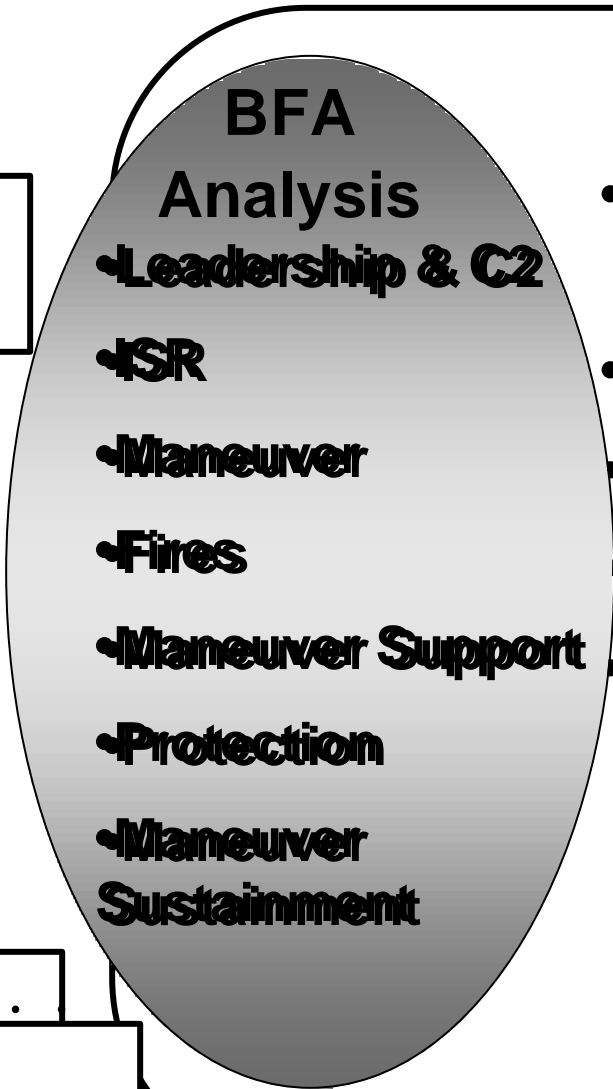 BFA
Analysis
•Leadership & C2
•ISR
•Maneuver
•Fires
•Maneuver Support
•Protection
•Maneuver
Sustainment